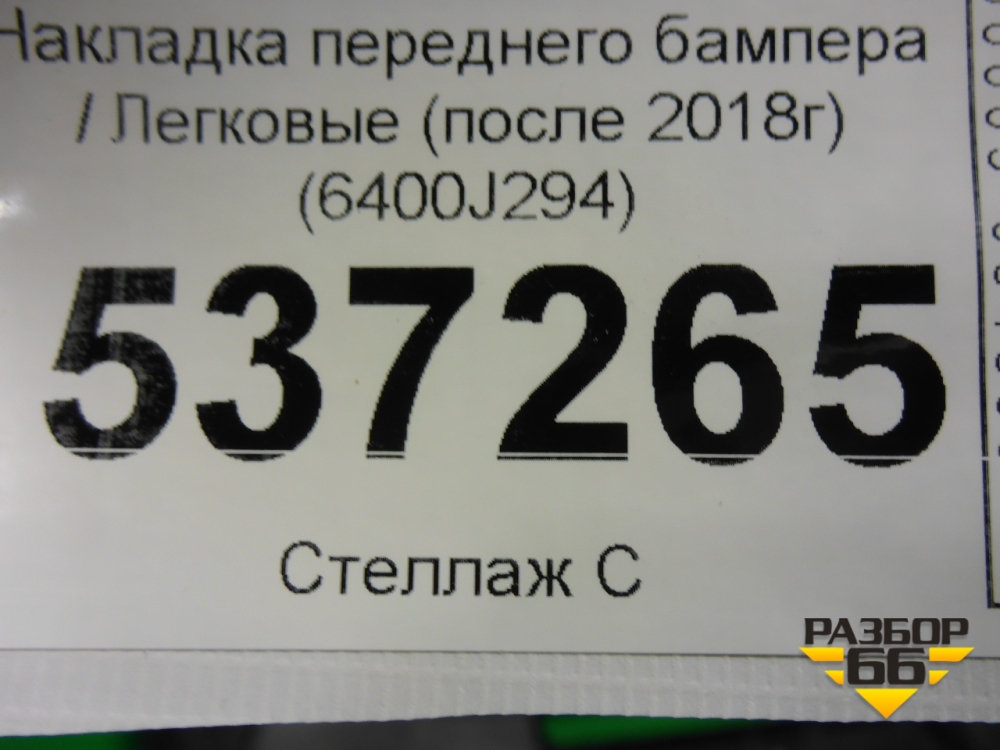 Накладка переднего бампера
/ Легковые (после 2018г)
(6400J294)
537265
Стеллаж С
РАЗБОР
66